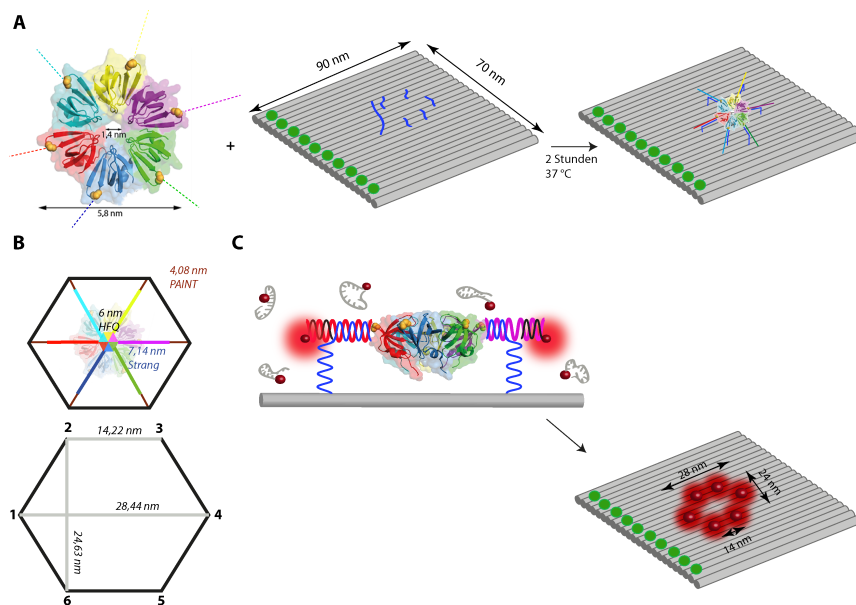 A
1,4 nm
5,8 nm
+
90 nm
70 nm
2 Stunden
37 °C
B
4,08 nm
PAINT
6 nm
HFQ
7,14 nm
Strang
2
3
14,22 nm
1
28,44 nm
4
24,63 nm
6
5
C
28 nm
24 nm
14 nm